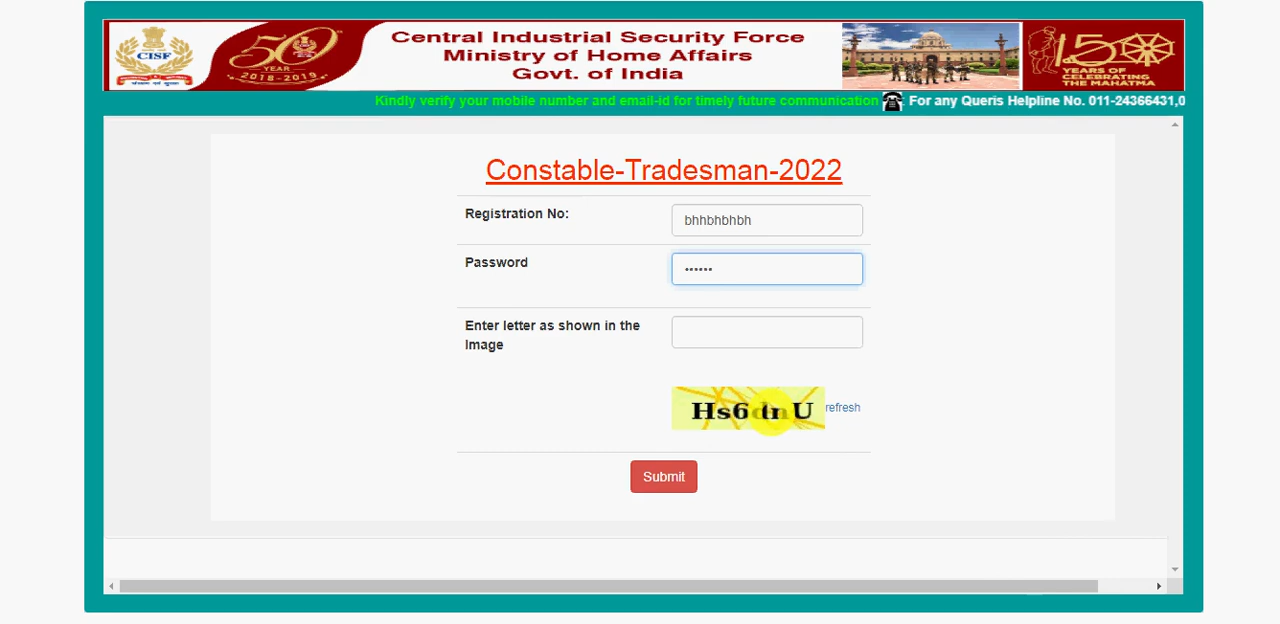 CISF
50
YEAR
2018-2019
Central Industrial Security Force
Ministry of Home Affairs
Govt. of India
150
YEARS OF
CELEBRATING
THE MAHATMA
Kindly verify your mobile number and email-id for timely future communication For any Queris Helpline No. 011-24366431,0
Constable-Tradesman-2022
Registration No:
bhhbhbhbh
Password
••••••
Enter letter as shown in the
Image
Hs6dnU refresh
Submit